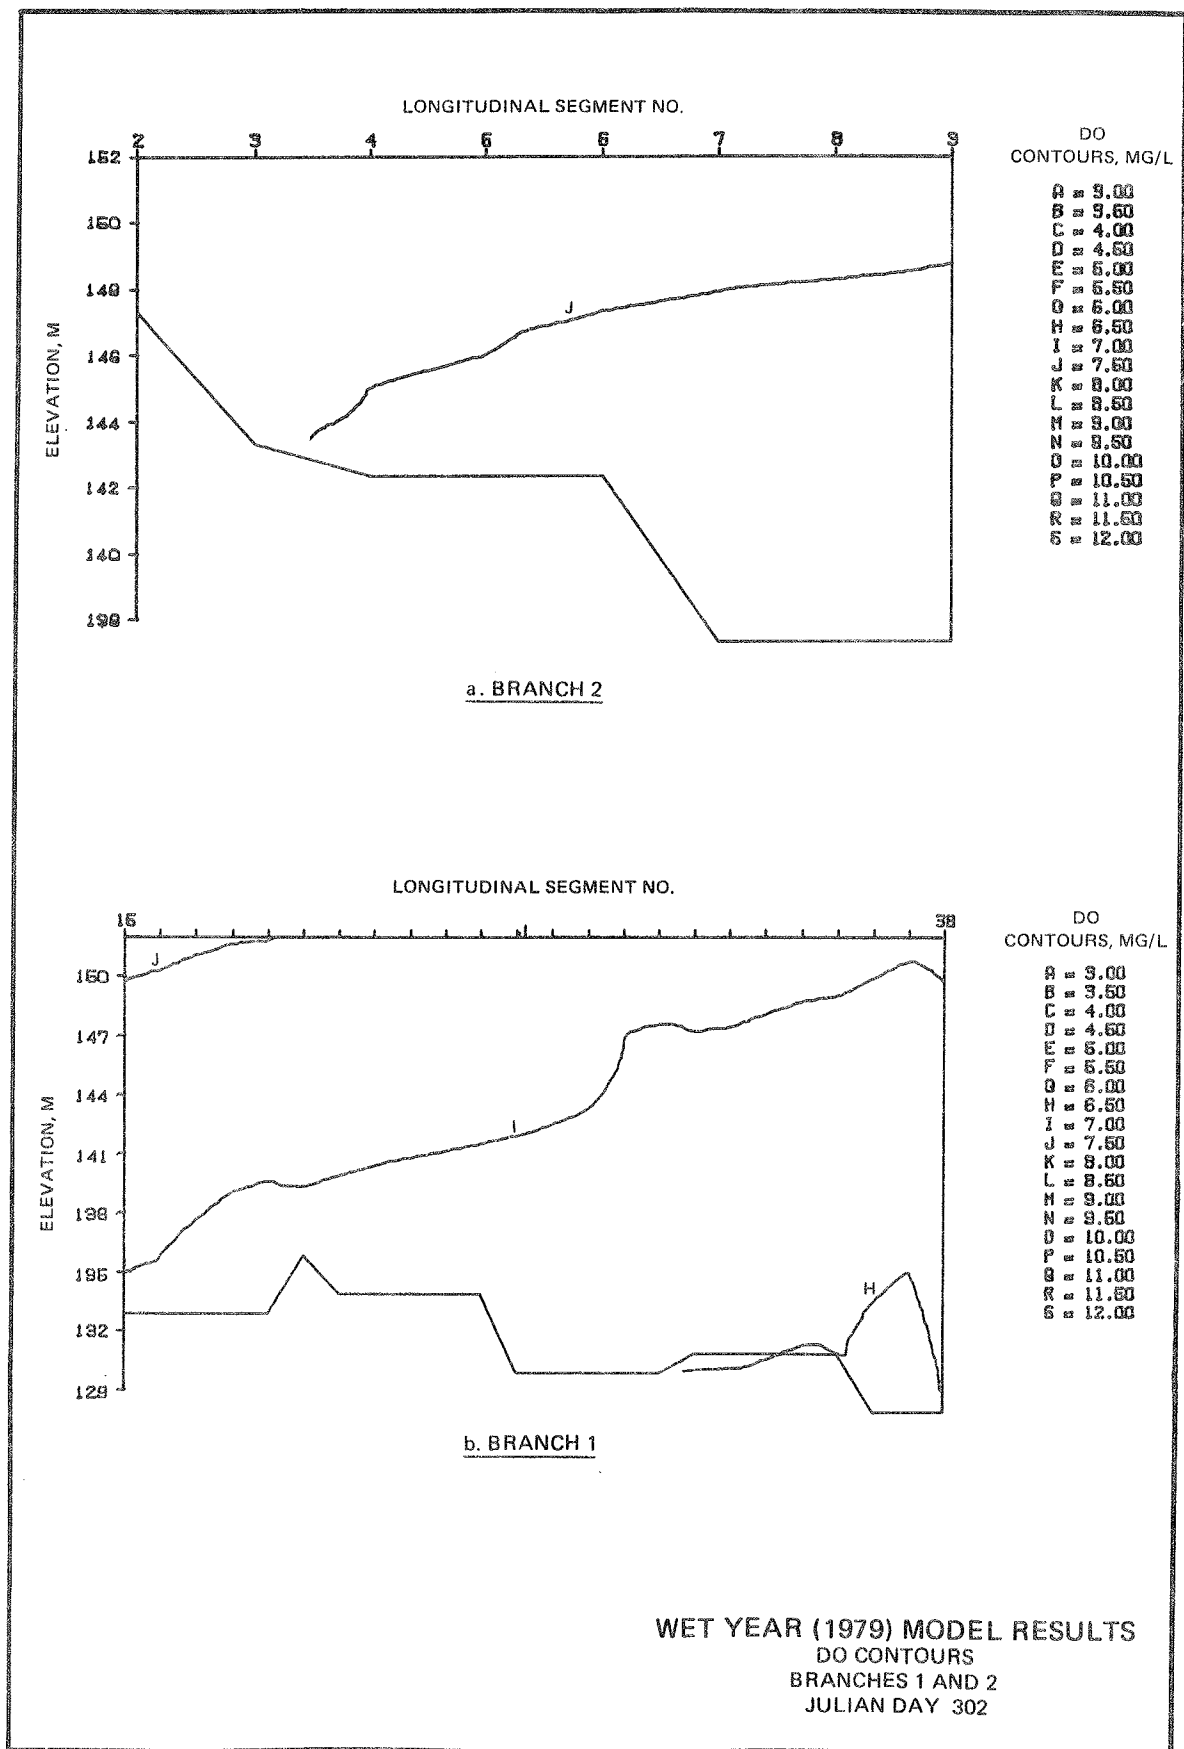 LONGITUDINAL SEGMENT NO.
2 3 4 5 6 7 8 9
DO
CONTOURS, MG/L
A = 3.00
B = 3.50
C = 4.00
D = 4.50
E = 5.00
F = 5.50
G = 6.00
H = 6.50
I = 7.00
J = 7.50
K = 8.00
L = 8.50
M = 9.00
N = 9.50
O = 10.00
P = 10.50
Q = 11.00
R = 11.50
S = 12.00
ELEVATION, M
152
150
148
146
144
142
140
138
J
a. BRANCH 2
LONGITUDINAL SEGMENT NO.
16 38
DO
CONTOURS, MG/L
A = 3.00
B = 3.50
C = 4.00
D = 4.50
E = 5.00
F = 5.50
G = 6.00
H = 6.50
I = 7.00
J = 7.50
K = 8.00
L = 8.50
M = 9.00
N = 9.50
O = 10.00
P = 10.50
Q = 11.00
R = 11.50
S = 12.00
ELEVATION, M
150
147
144
141
138
135
132
129
J
I
H
b. BRANCH 1
WET YEAR (1979) MODEL RESULTS
DO CONTOURS
BRANCHES 1 AND 2
JULIAN DAY 302